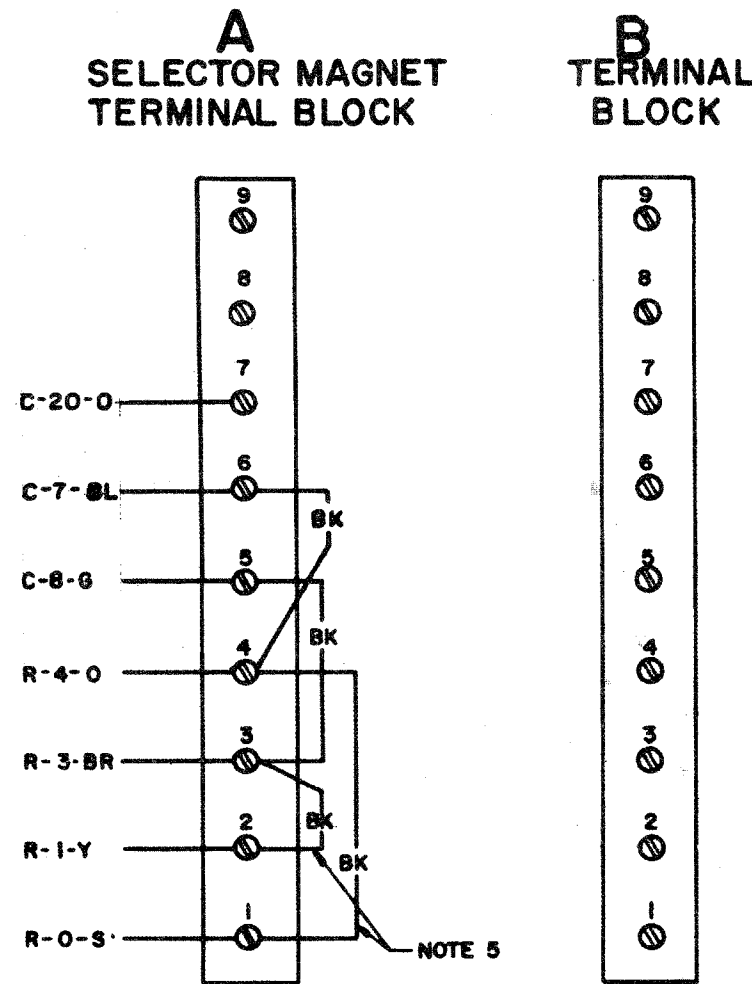 A
SELECTOR MAGNET
TERMINAL BLOCK
9
8
7
C-20-O
6
C-7-BL
BK
5
C-8-G
BK
4
R-4-O
3
R-3-BR
2
BK
R-1-Y
BK
1
R-0-S
NOTE 5
B
TERMINAL
BLOCK
9
8
7
6
5
4
3
2
1